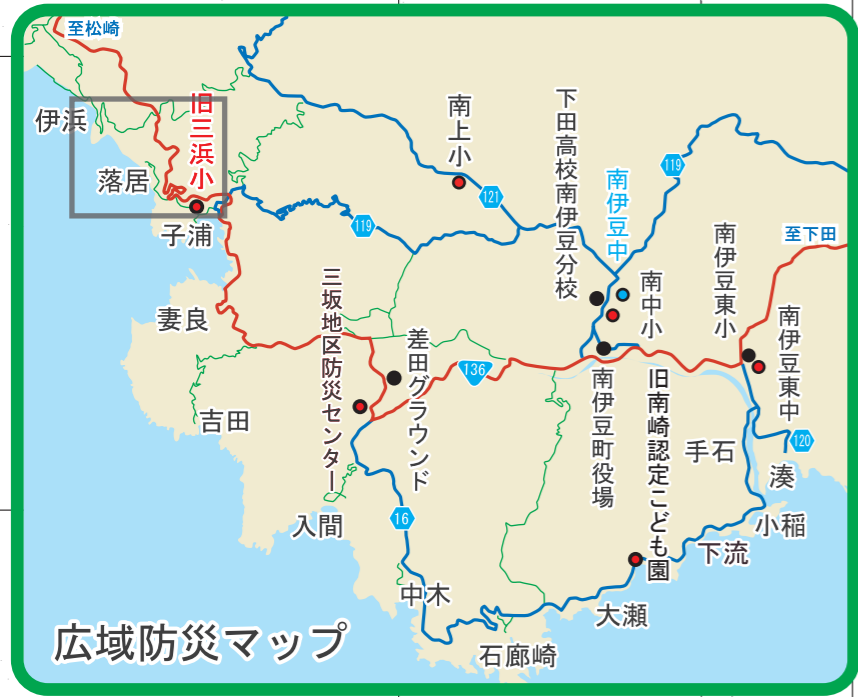 至松崎
伊浜
旧三浜小
落居
子浦
南上小
121
119
下田高校南伊豆分校
南伊豆中
119
至下田
南伊豆東小
南中小
南伊豆東中
妻良
三坂地区防災センター
差田グラウンド
136
吉田
南伊豆町役場
旧南崎認定こども園
手石
120
湊
小稲
下流
入間
16
中木
大瀬
石廊崎
広域防災マップ